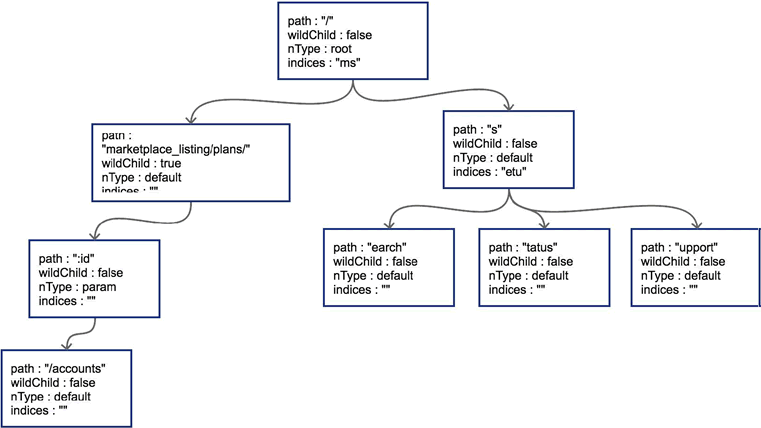 path : "/"
wildChild : false
nType : root
indices : "ms"
path :
"marketplace_listing/plans/"
wildChild : true
nType : default
indices : ""
path : "s"
wildChild : false
nType : default
indices : "etu"
path : ":id"
wildChild : false
nType : param
indices : ""
path : "earch"
wildChild : false
nType : default
indices : ""
path : "tatus"
wildChild : false
nType : default
indices : ""
path : "upport"
wildChild : false
nType : default
indices : ""
path : "/accounts"
wildChild : false
nType : default
indices : ""